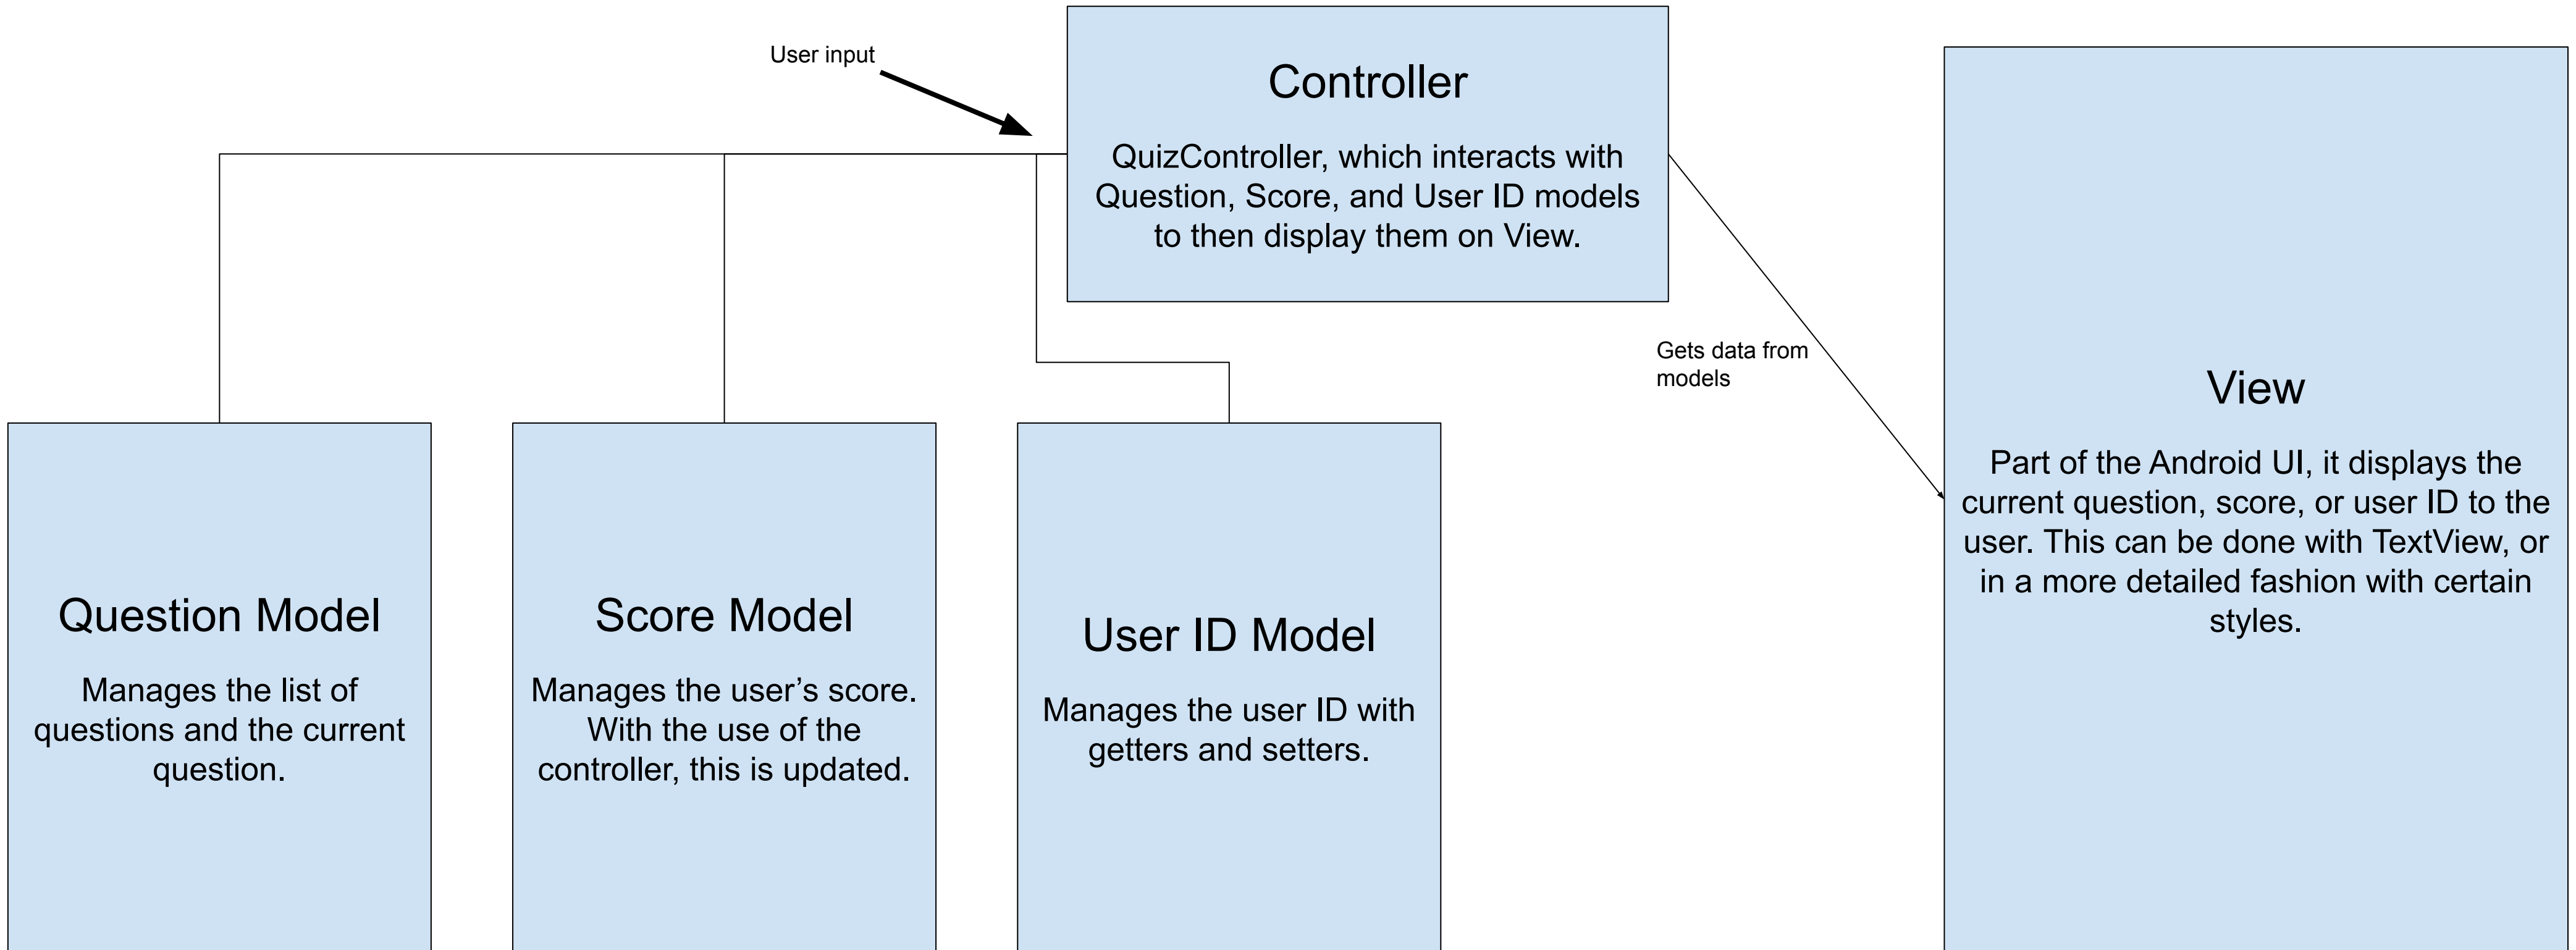 User input
Controller
QuizController, which interacts with
Question, Score, and User ID models
to then display them on View.
Gets data from
models
View
Part of the Android UI, it displays the
current question, score, or user ID to the
user. This can be done with TextView, or
in a more detailed fashion with certain
styles.
Question Model
Manages the list of
questions and the current
question.
Score Model
Manages the user’s score.
With the use of the
controller, this is updated.
User ID Model
Manages the user ID with
getters and setters.